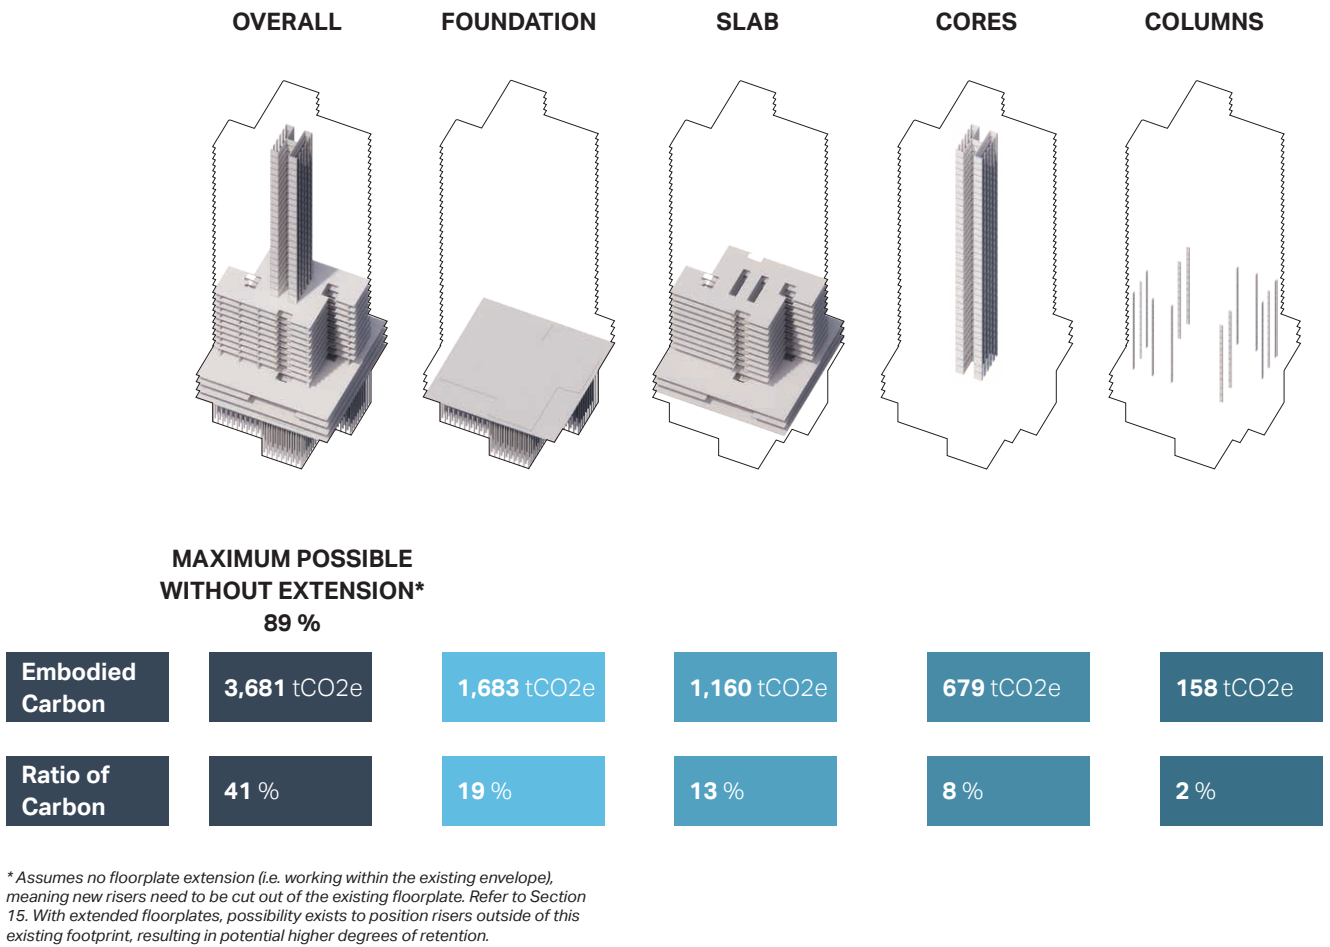 OVERALL FOUNDATION SLAB CORES COLUMNS
MAXIMUM POSSIBLE
WITHOUT EXTENSION*
89 %
Embodied
Carbon
3,681 tCO2e 1,683 tCO2e 1,160 tCO2e 679 tCO2e 158 tCO2e
Ratio of
Carbon
41 % 19 % 13 % 8 % 2 %
* Assumes no floorplate extension (i.e. working within the existing envelope),
meaning new risers need to be cut out of the existing floorplate. Refer to Section
15. With extended floorplates, possibility exists to position risers outside of this
existing footprint, resulting in potential higher degrees of retention.